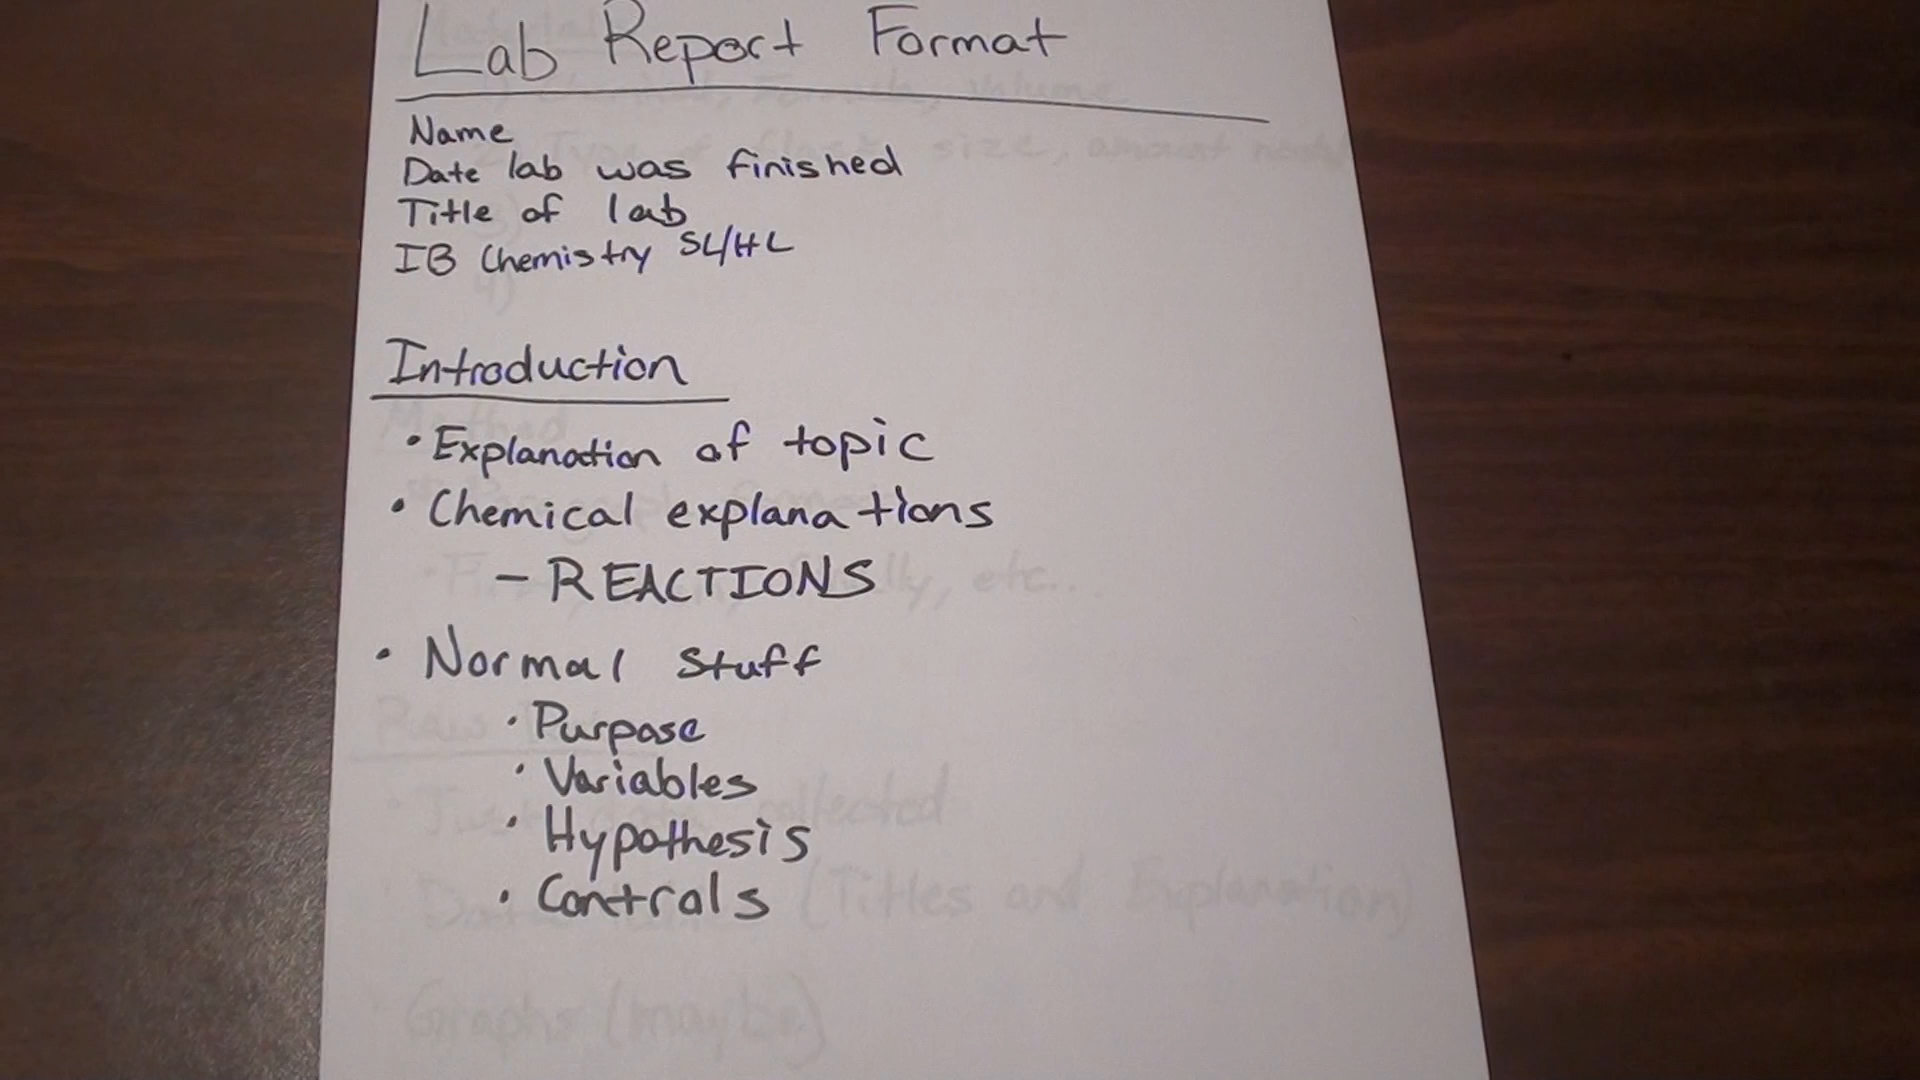 Lab Report Format
Name
Date lab was finished
Title of lab
IB Chemistry SL/HL
Introduction
• Explanation of topic
• Chemical explanations
– REACTIONS
• Normal stuff
• Purpose
• Variables
• Hypothesis
• Controls